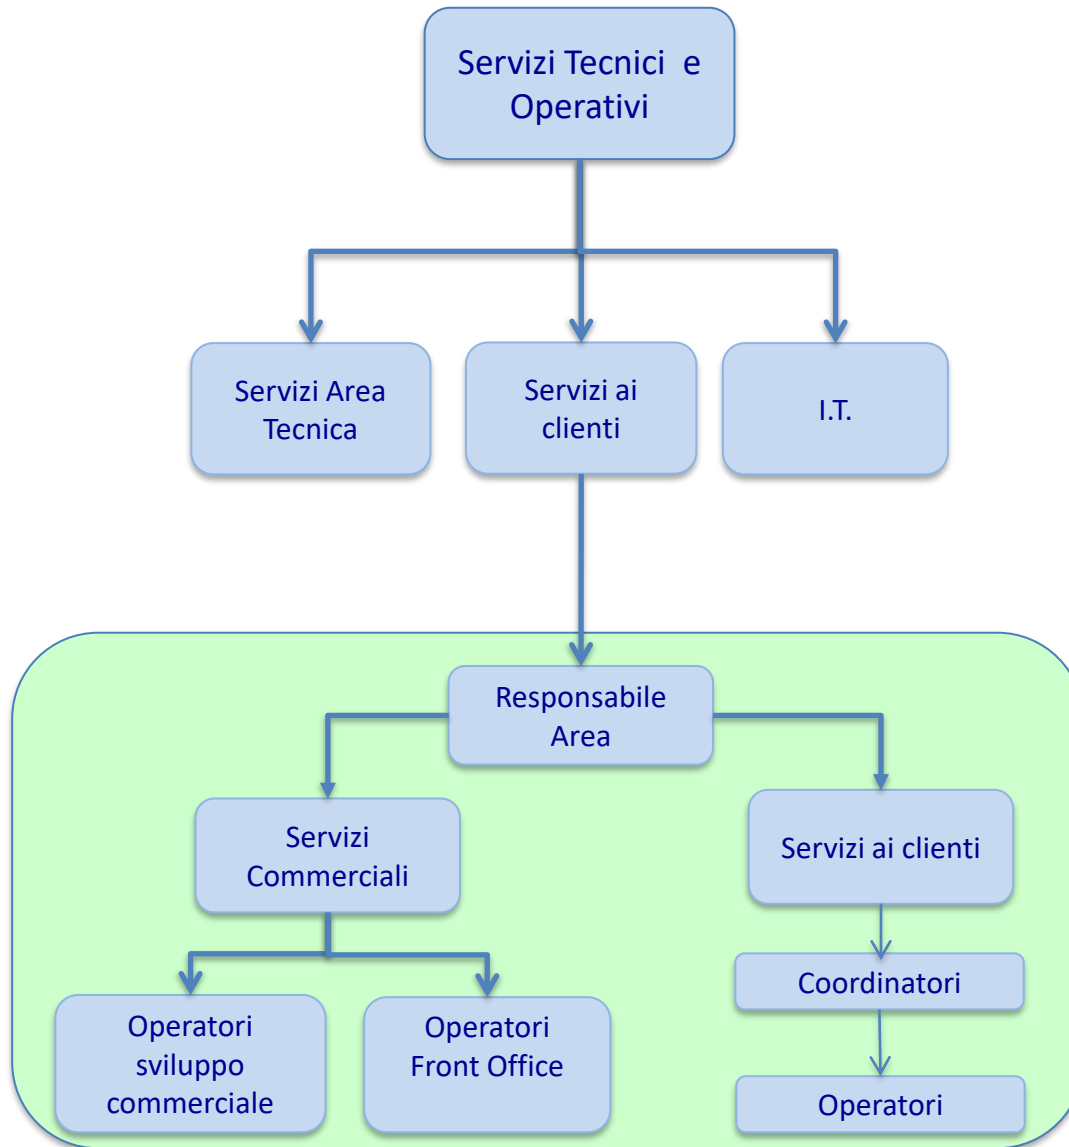 Servizi Tecnici e
Operativi
Servizi Area
Tecnica
Servizi ai
clienti
I.T.
Responsabile
Area
Servizi
Commerciali
Servizi ai clienti
Coordinatori
Operatori
sviluppo
commerciale
Operatori
Front Office
Operatori